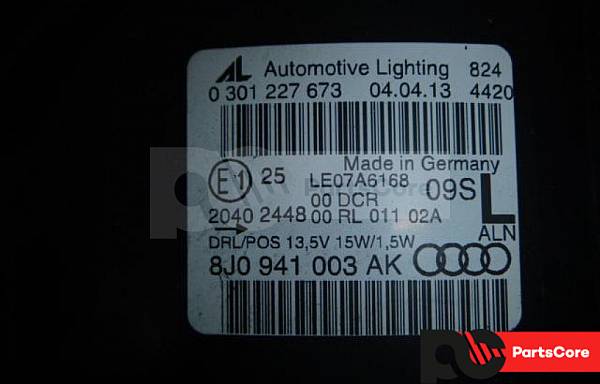 AL Automotive Lighting 824
0 301 227 673 04.04.13 4420
Made in Germany
E1 25 LE07A6168 09S L
00 DCR
2040 2448 00 RL 011 02A
ALN
DRL/POS 13,5V 15W/1,5W
8J0 941 003 AK
PartsCore
PartsCore